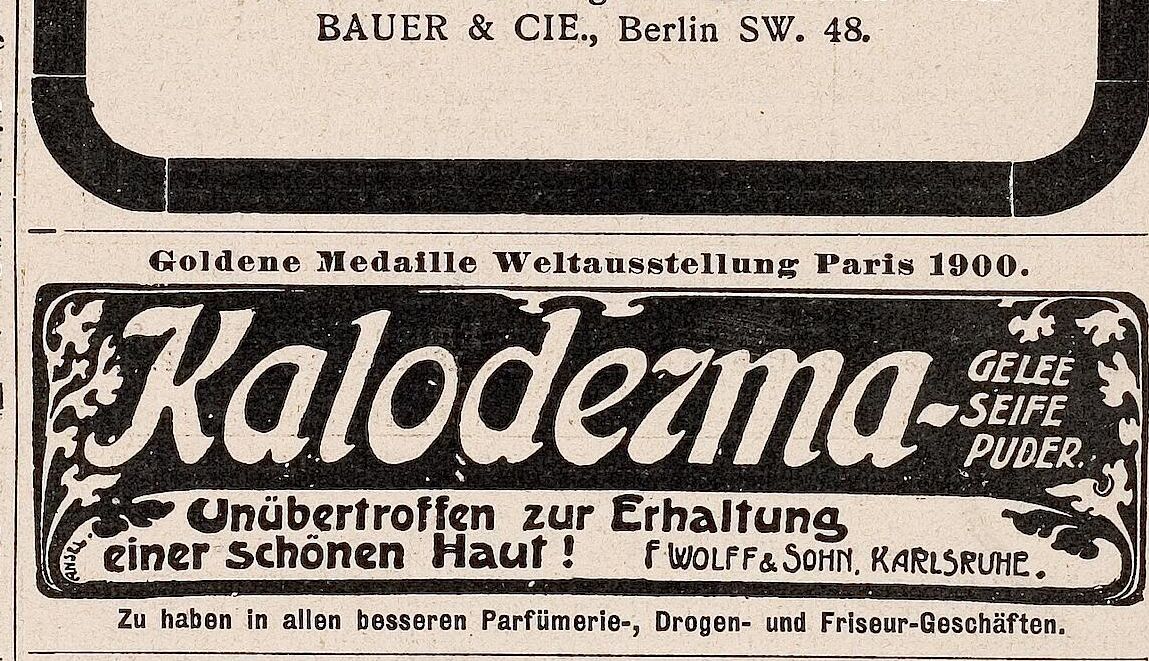 BAUER & CIE., Berlin SW. 48.
Goldene Medaille Weltausstellung Paris 1900.
Kaloderma-
GELEE
SEIFE
PUDER.
Unübertroffen zur Erhaltung
einer schönen Haut!
F WOLFF & SOHN. KARLSRUHE.
Zu haben in allen besseren Parfümerie-, Drogen- und Friseur-Geschäften.